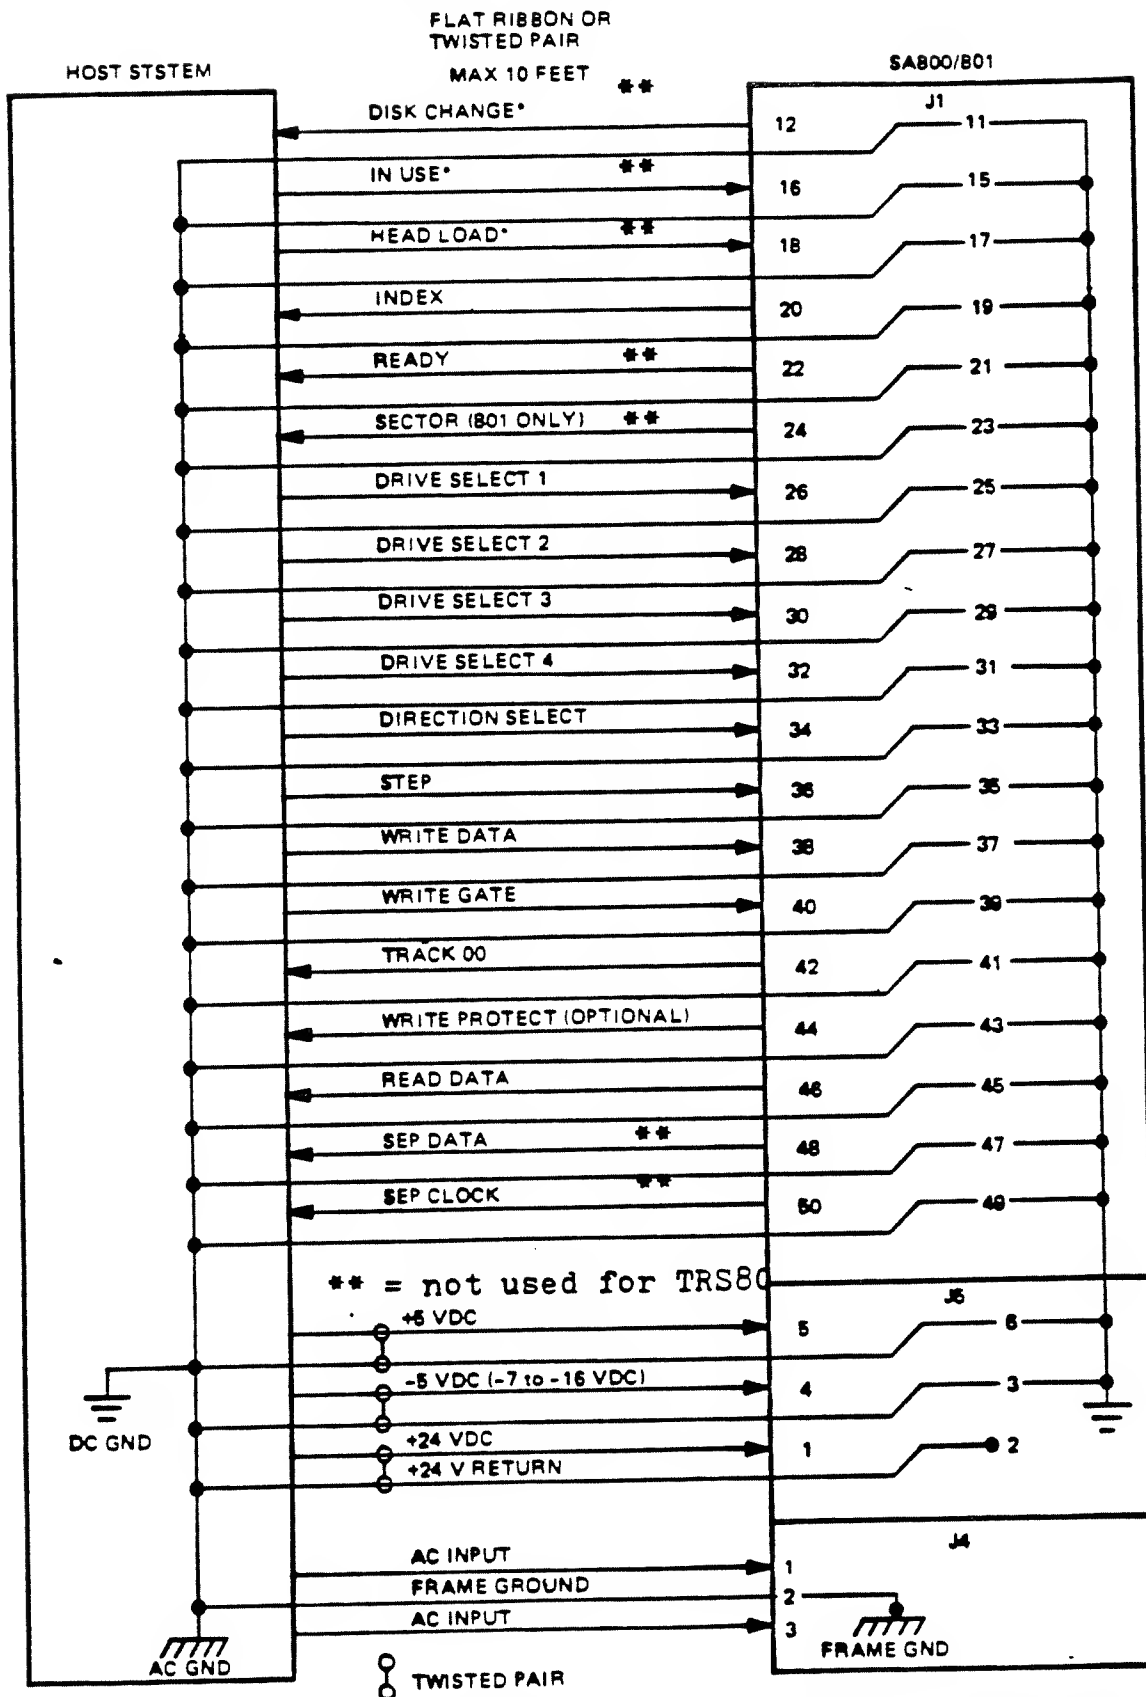 FLAT RIBBON OR
TWISTED PAIR
HOST STSTEM
MAX 10 FEET
SA800/801
**
J1
DISK CHANGE*
12
11
IN USE*
**
16
15
HEAD LOAD*
**
18
17
INDEX
20
19
READY
**
22
21
SECTOR (801 ONLY)
**
24
23
DRIVE SELECT 1
26
25
DRIVE SELECT 2
28
27
DRIVE SELECT 3
30
29
DRIVE SELECT 4
32
31
DIRECTION SELECT
34
33
STEP
36
35
WRITE DATA
38
37
WRITE GATE
40
39
TRACK 00
42
41
WRITE PROTECT (OPTIONAL)
44
43
READ DATA
46
45
SEP DATA
**
48
47
SEP CLOCK
**
50
49
** = not used for TRS80
J5
+5 VDC
5
6
-5 VDC (-7 to -16 VDC)
4
3
DC GND
+24 VDC
1
2
+24 V RETURN
J4
AC INPUT
1
FRAME GROUND
2
AC INPUT
3
FRAME GND
AC GND
TWISTED PAIR